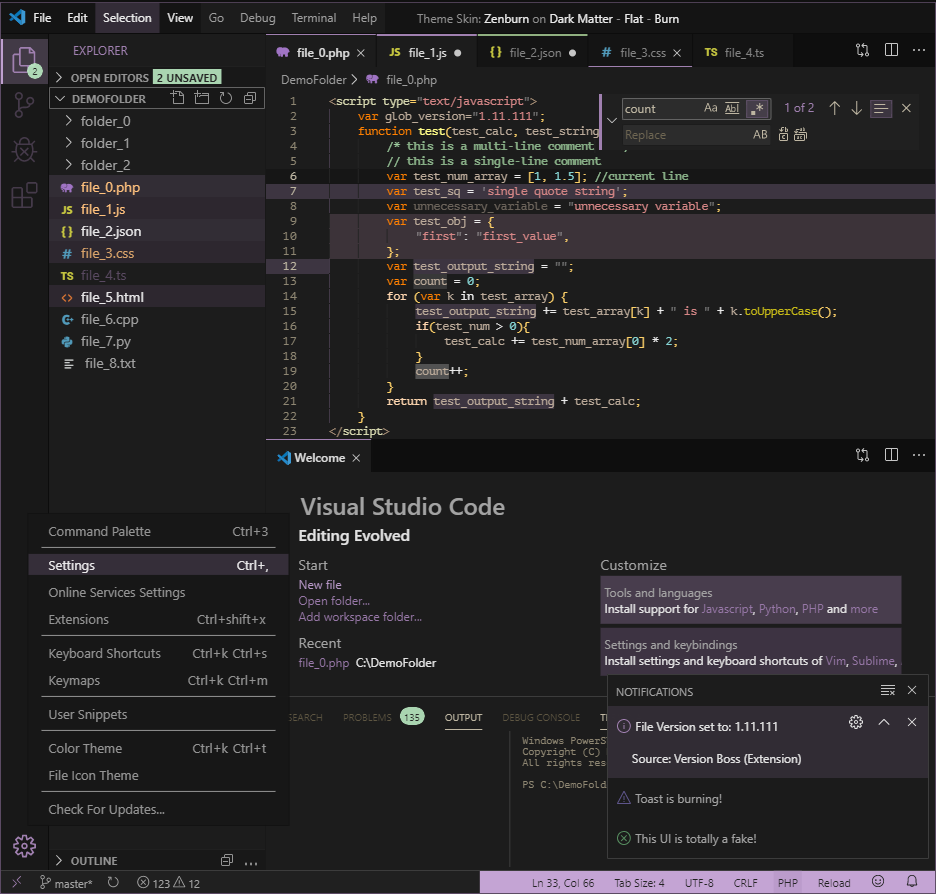 File Edit Selection View Go Debug Terminal Help Theme Skin: Zenburn on Dark Matter - Flat - Burn
EXPLORER
2
OPEN EDITORS 2 UNSAVED
DEMOFOLDER
folder_0
folder_1
folder_2
file_0.php
JS file_1.js
{} file_2.json
# file_3.css
TS file_4.ts
<> file_5.html
file_6.cpp
file_7.py
file_8.txt
file_0.php JS file_1.js {} file_2.json # file_3.css TS file_4.ts
DemoFolder > file_0.php
count Aa Abl .* 1 of 2
Replace AB
1 <script type="text/javascript">
2 var glob_version="1.11.111";
3 function test(test_calc, test_string
4 /* this is a multi-line comment
5 // this is a single-line comment
6 var test_num_array = [1, 1.5]; //current line
7 var test_sq = 'single quote string';
8 var unnecessary_variable = "unnecessary variable";
9 var test_obj = {
10 "first": "first_value",
11 };
12 var test_output_string = "";
13 var count = 0;
14 for (var k in test_array) {
15 test_output_string += test_array[k] + " is " + k.toUpperCase();
16 if(test_num > 0){
17 test_calc += test_num_array[0] * 2;
18 }
19 count++;
20 }
21 return test_output_string + test_calc;
22 }
23 </script>
Welcome
Visual Studio Code
Editing Evolved
Start
New file
Open folder...
Add workspace folder...
Recent
file_0.php C:\DemoFolder
Customize
Tools and languages
Install support for Javascript, Python, PHP and more
Settings and keybindings
Install settings and keyboard shortcuts of Vim, Sublime,
Command Palette Ctrl+3
Settings Ctrl+,
Online Services Settings
Extensions Ctrl+shift+x
Keyboard Shortcuts Ctrl+k Ctrl+s
Keymaps Ctrl+k Ctrl+m
User Snippets
Color Theme Ctrl+k Ctrl+t
File Icon Theme
Check For Updates...
SEARCH PROBLEMS 135 OUTPUT DEBUG CONSOLE T
Windows PowerS
Copyright (C)
All rights res
PS C:\DemoFold
NOTIFICATIONS
File Version set to: 1.11.111
Source: Version Boss (Extension)
Toast is burning!
This UI is totally a fake!
OUTLINE
master* 123 12 Ln 33, Col 66 Tab Size: 4 UTF-8 CRLF PHP Reload